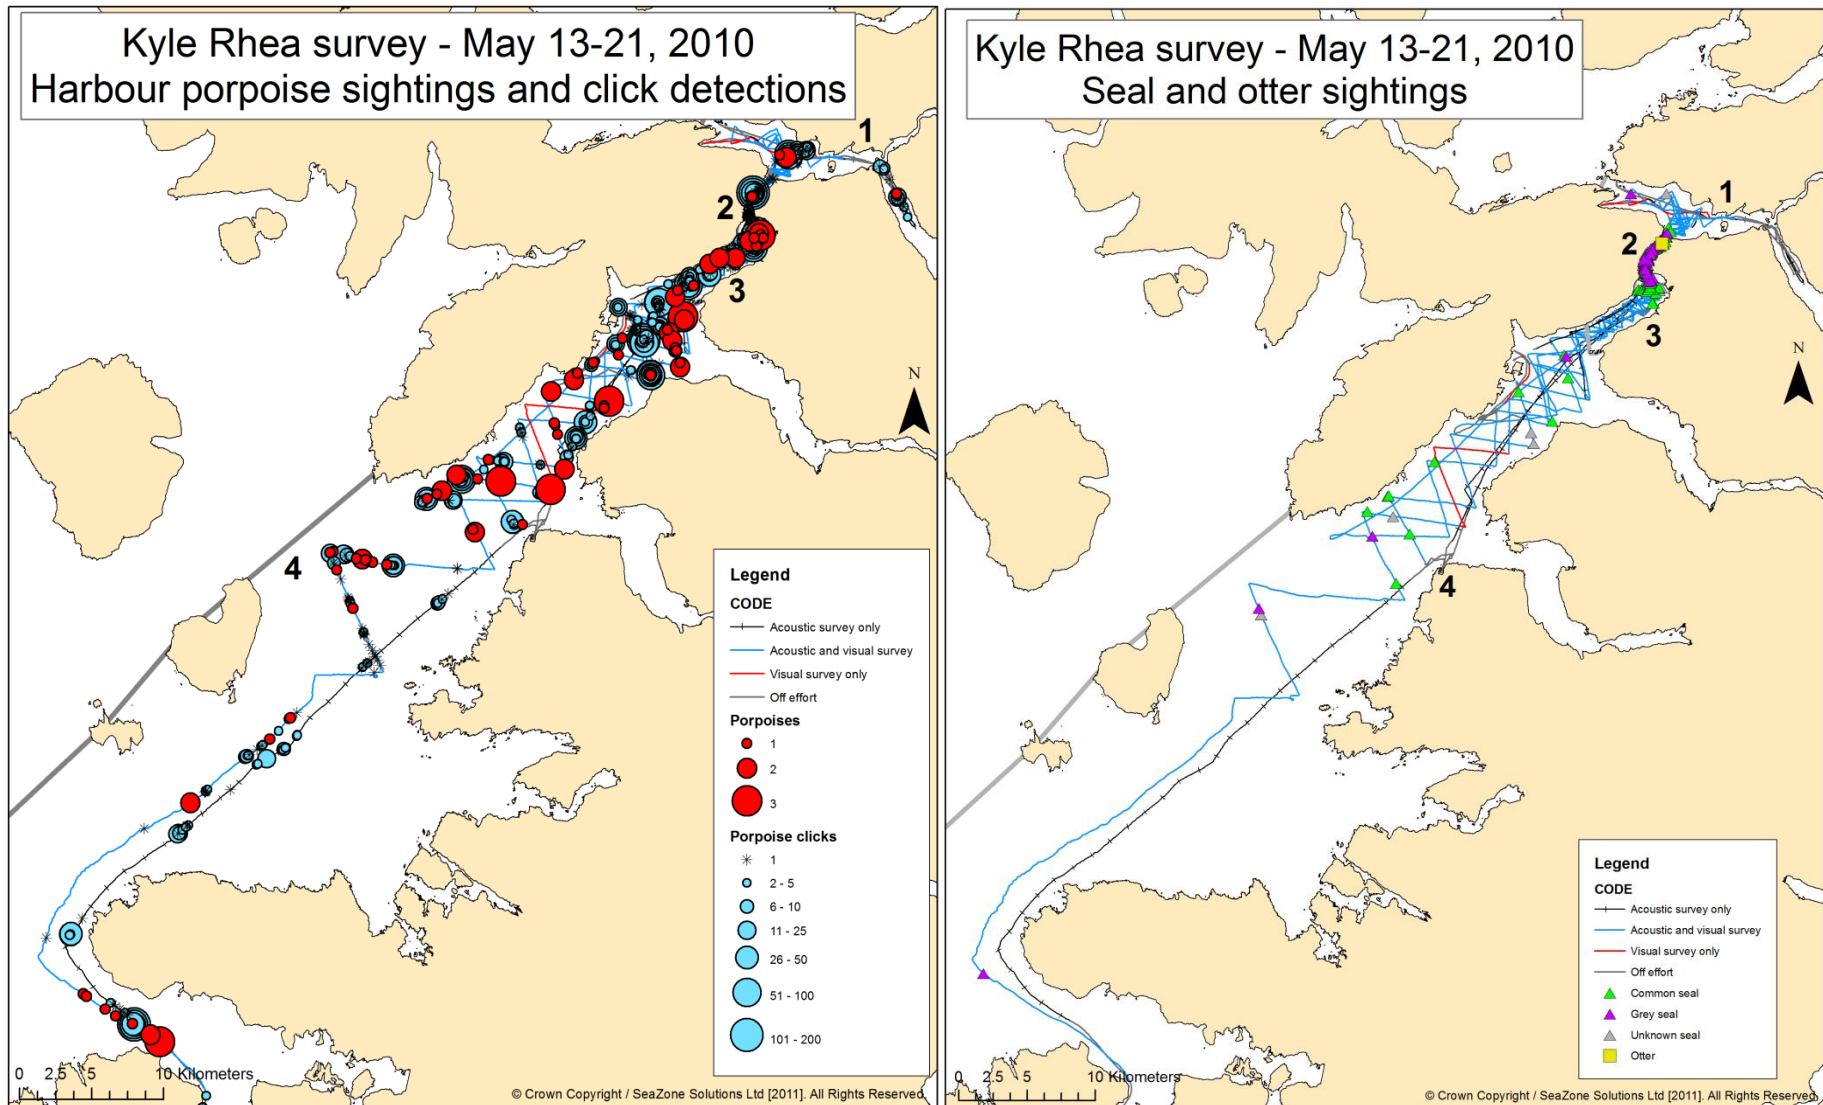 Kyle Rhea survey - May 13-21, 2010
Harbour porpoise sightings and click detections
1
2
3
4
N
Legend
CODE
Acoustic survey only
Acoustic and visual survey
Visual survey only
Off effort
Porpoises
1
2
3
Porpoise clicks
1
2 - 5
6 - 10
11 - 25
26 - 50
51 - 100
101 - 200
0 2.5 5 10 Kilometers
© Crown Copyright / SeaZone Solutions Ltd [2011]. All Rights Reserved.
Kyle Rhea survey - May 13-21, 2010
Seal and otter sightings
1
2
3
4
N
Legend
CODE
Acoustic survey only
Acoustic and visual survey
Visual survey only
Off effort
Common seal
Grey seal
Unknown seal
Otter
0 2.5 5 10 Kilometers
© Crown Copyright / SeaZone Solutions Ltd [2011]. All Rights Reserved.